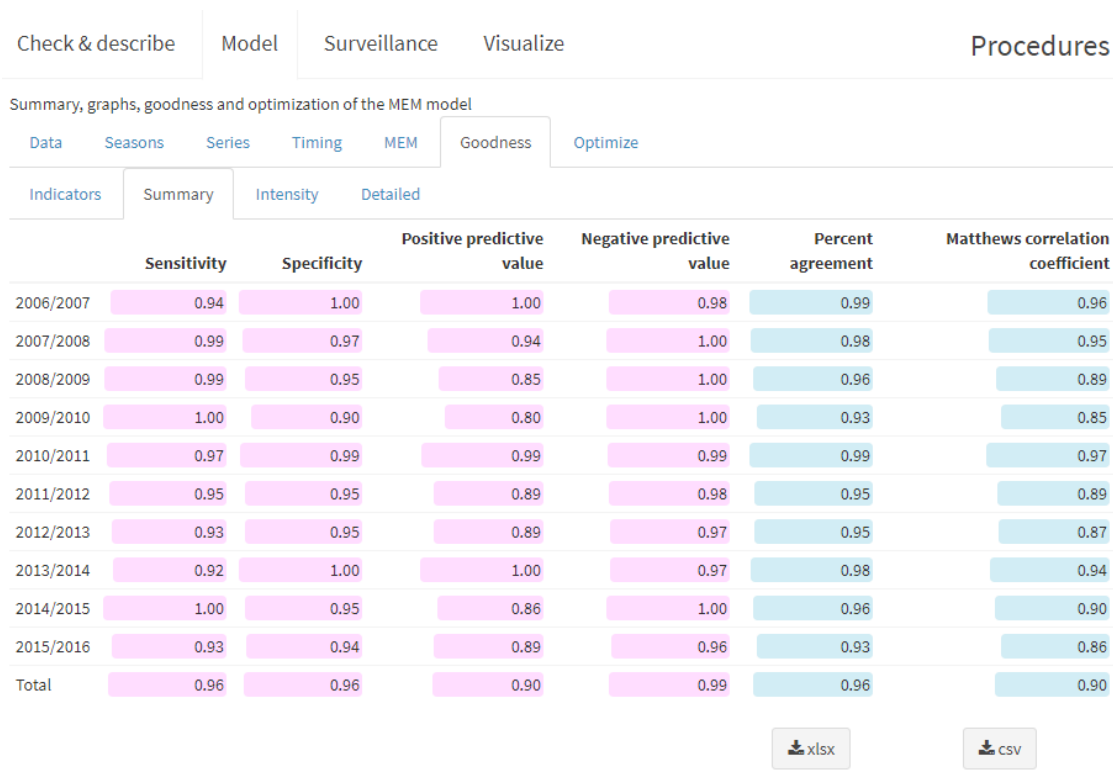 Check & describe Model Surveillance Visualize Procedures
Summary, graphs, goodness and optimization of the MEM model
Data Seasons Series Timing MEM Goodness Optimize
Indicators Summary Intensity Detailed
Positive predictive Negative predictive Percent Matthews correlation
Sensitivity Specificity value value agreement coefficient
2006/2007 0.94 1.00 1.00 0.98 0.99 0.96
2007/2008 0.99 0.97 0.94 1.00 0.98 0.95
2008/2009 0.99 0.95 0.85 1.00 0.96 0.89
2009/2010 1.00 0.90 0.80 1.00 0.93 0.85
2010/2011 0.97 0.99 0.99 0.99 0.99 0.97
2011/2012 0.95 0.95 0.89 0.98 0.95 0.89
2012/2013 0.93 0.95 0.89 0.97 0.95 0.87
2013/2014 0.92 1.00 1.00 0.97 0.98 0.94
2014/2015 1.00 0.95 0.86 1.00 0.96 0.90
2015/2016 0.93 0.94 0.89 0.96 0.93 0.86
Total 0.96 0.96 0.90 0.99 0.96 0.90
xlsx csv